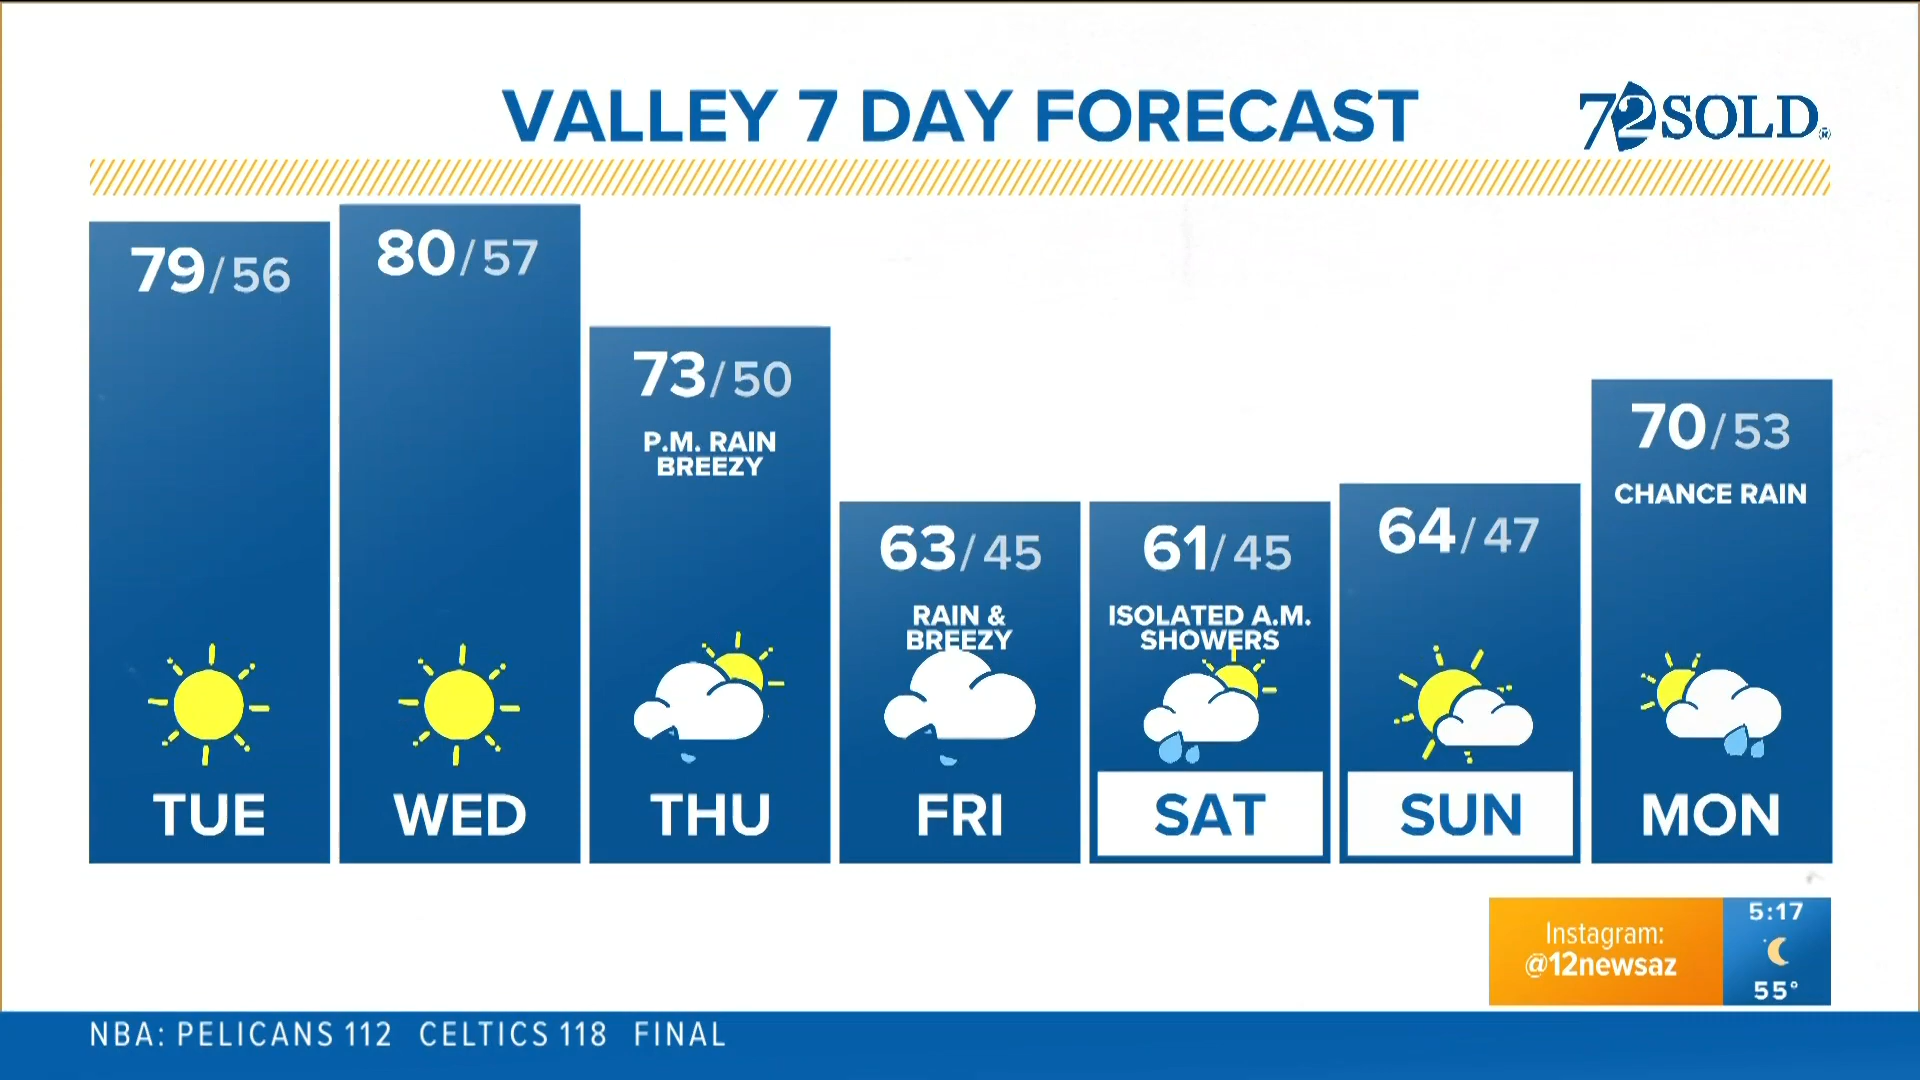 VALLEY 7 DAY FORECAST
72SOLD®
79/56
TUE
80/57
WED
73/50
P.M. RAIN
BREEZY
THU
63/45
RAIN &
BREEZY
FRI
61/45
ISOLATED A.M.
SHOWERS
SAT
64/47
SUN
70/53
CHANCE RAIN
MON
Instagram:
@12newsaz
5:17
55°
NBA: PELICANS 112 CELTICS 118 FINAL